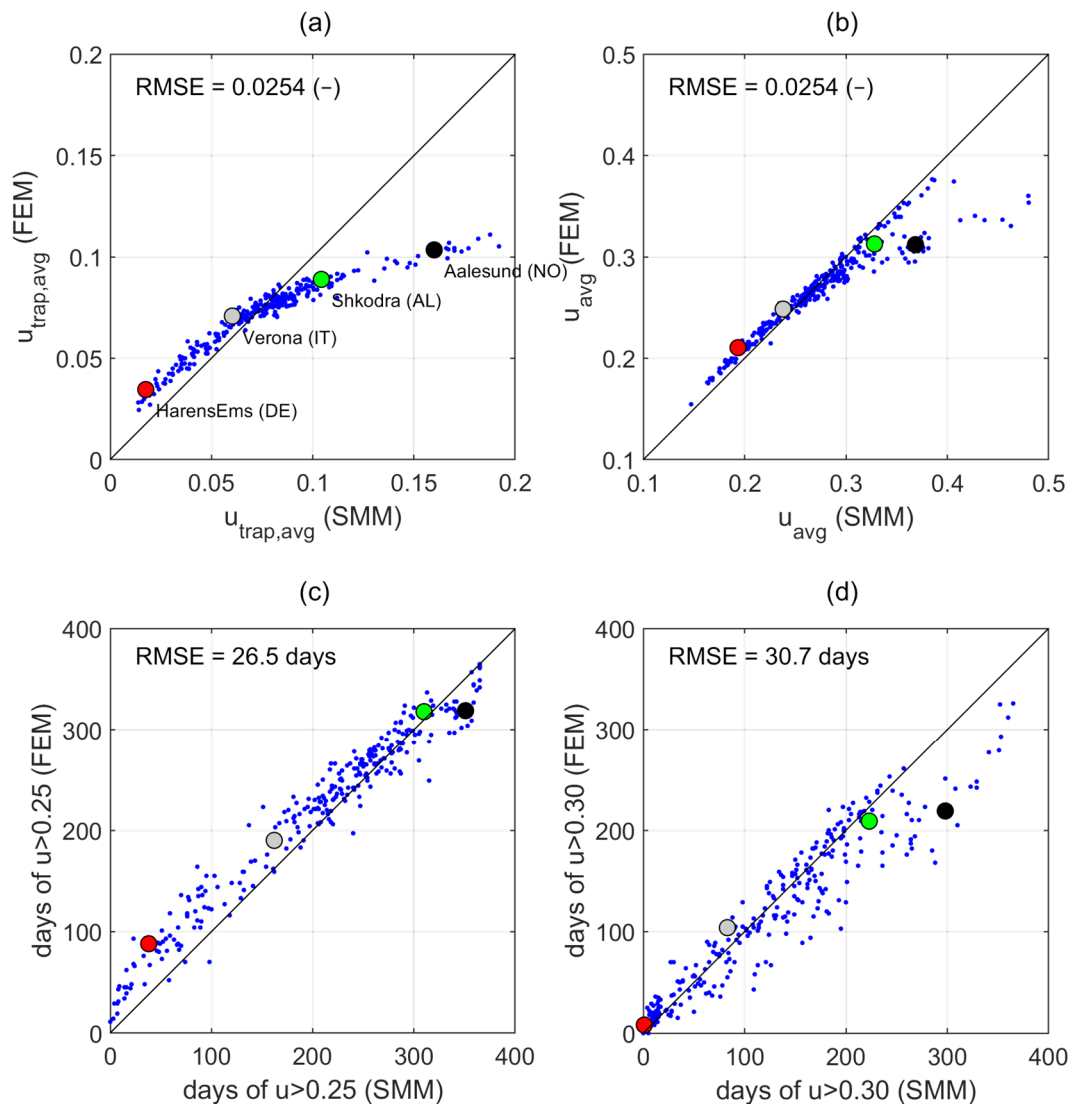 (a)
RMSE = 0.0254 (−)
0.2
0.15
0.1
0.05
0
u_trap,avg (FEM)
Aalesund (NO)
Shkodra (AL)
Verona (IT)
HarensEms (DE)
0 0.05 0.1 0.15 0.2
u_trap,avg (SMM)
(b)
RMSE = 0.0254 (−)
0.5
0.4
0.3
0.2
0.1
u_avg (FEM)
0.1 0.2 0.3 0.4 0.5
u_avg (SMM)
(c)
RMSE = 26.5 days
400
300
200
100
0
days of u>0.25 (FEM)
0 100 200 300 400
days of u>0.25 (SMM)
(d)
RMSE = 30.7 days
400
300
200
100
0
days of u>0.30 (FEM)
0 100 200 300 400
days of u>0.30 (SMM)